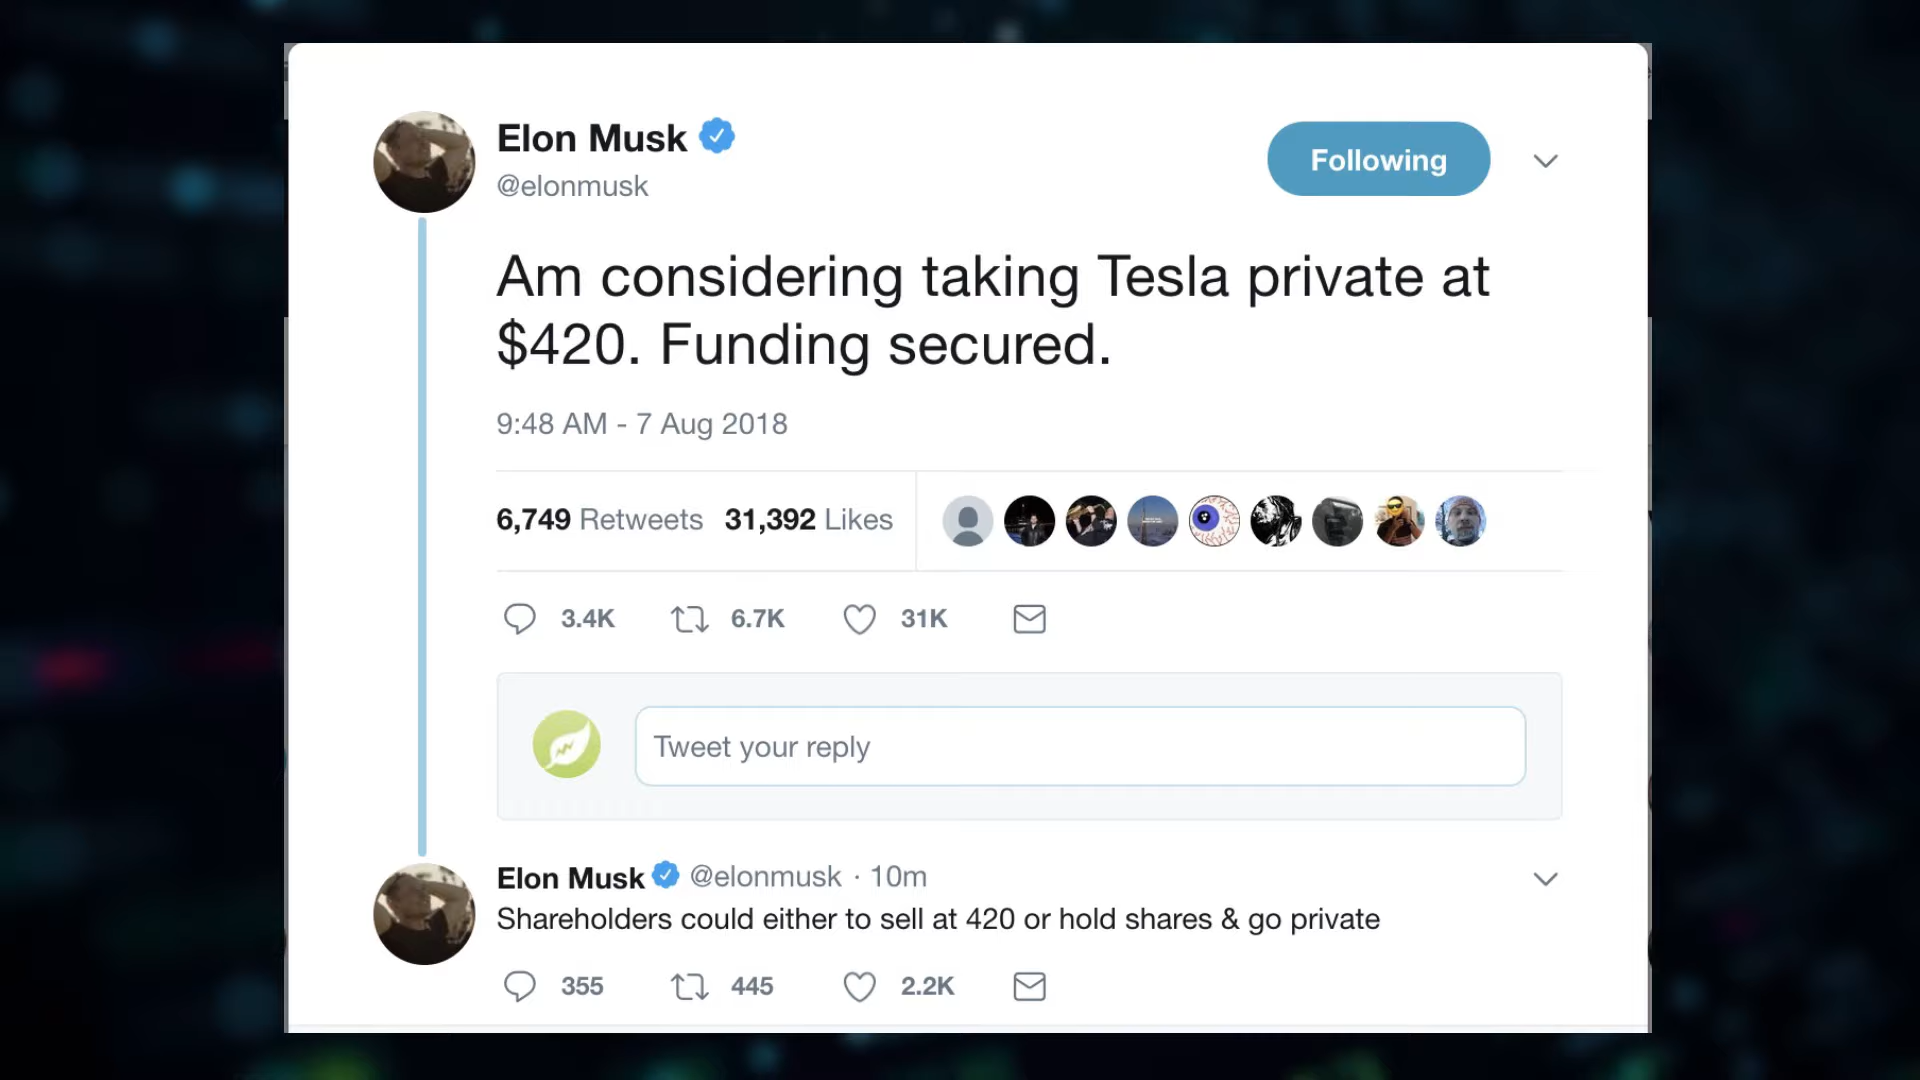 Elon Musk
@elonmusk
Following
Am considering taking Tesla private at
$420. Funding secured.
9:48 AM - 7 Aug 2018
6,749 Retweets 31,392 Likes
3.4K 6.7K 31K
Tweet your reply
Elon Musk @elonmusk · 10m
Shareholders could either to sell at 420 or hold shares & go private
355 445 2.2K